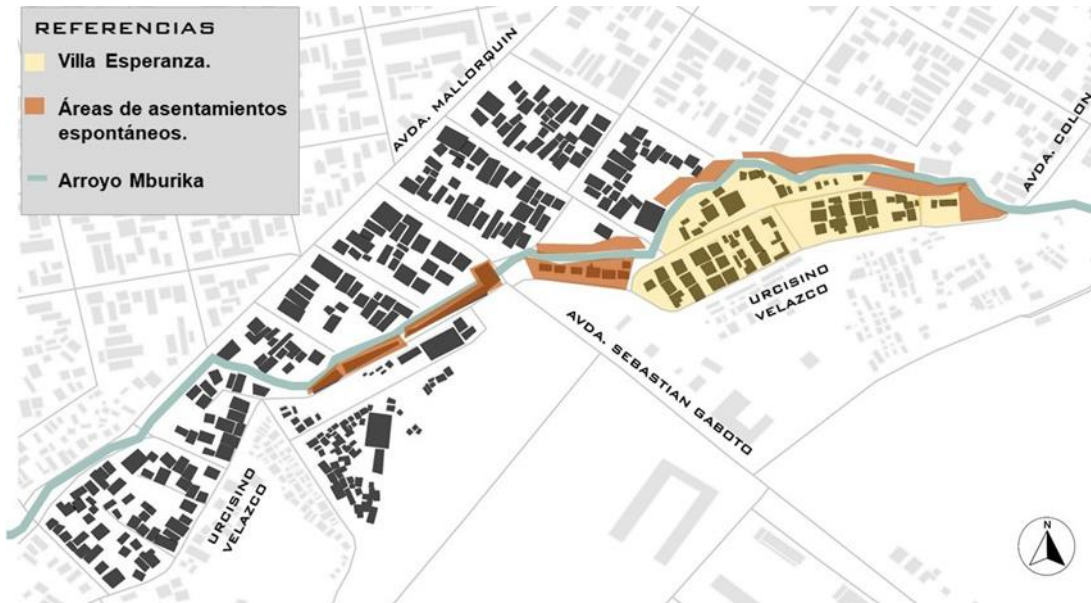 REFERENCIAS
Villa Esperanza.
Áreas de asentamientos
espontáneos.
Arroyo Mburika
AVDA. MALLORQUIN
AVDA. COLON
URCISINO
VELAZCO
AVDA. SEBASTIAN GABOTO
URCISINO
VELAZCO
N